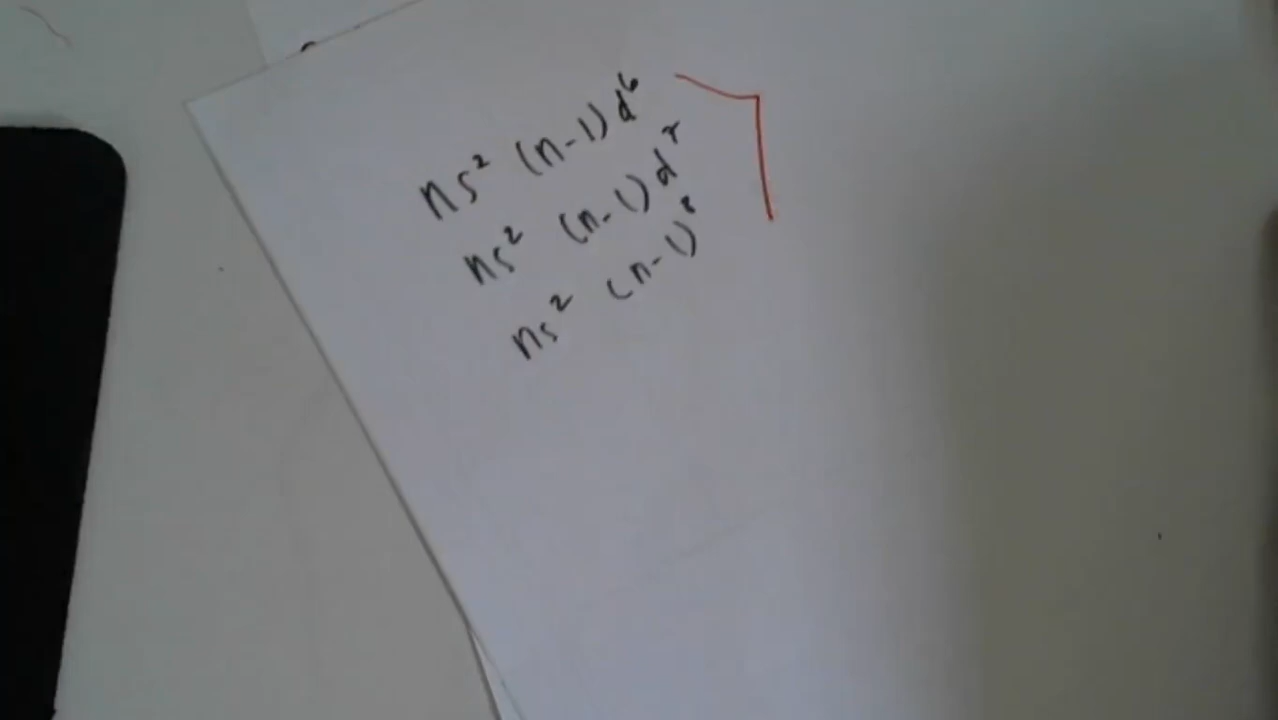 ns² (n-1)d⁶
ns² (n-1)d⁷
ns² (n-1)⁸